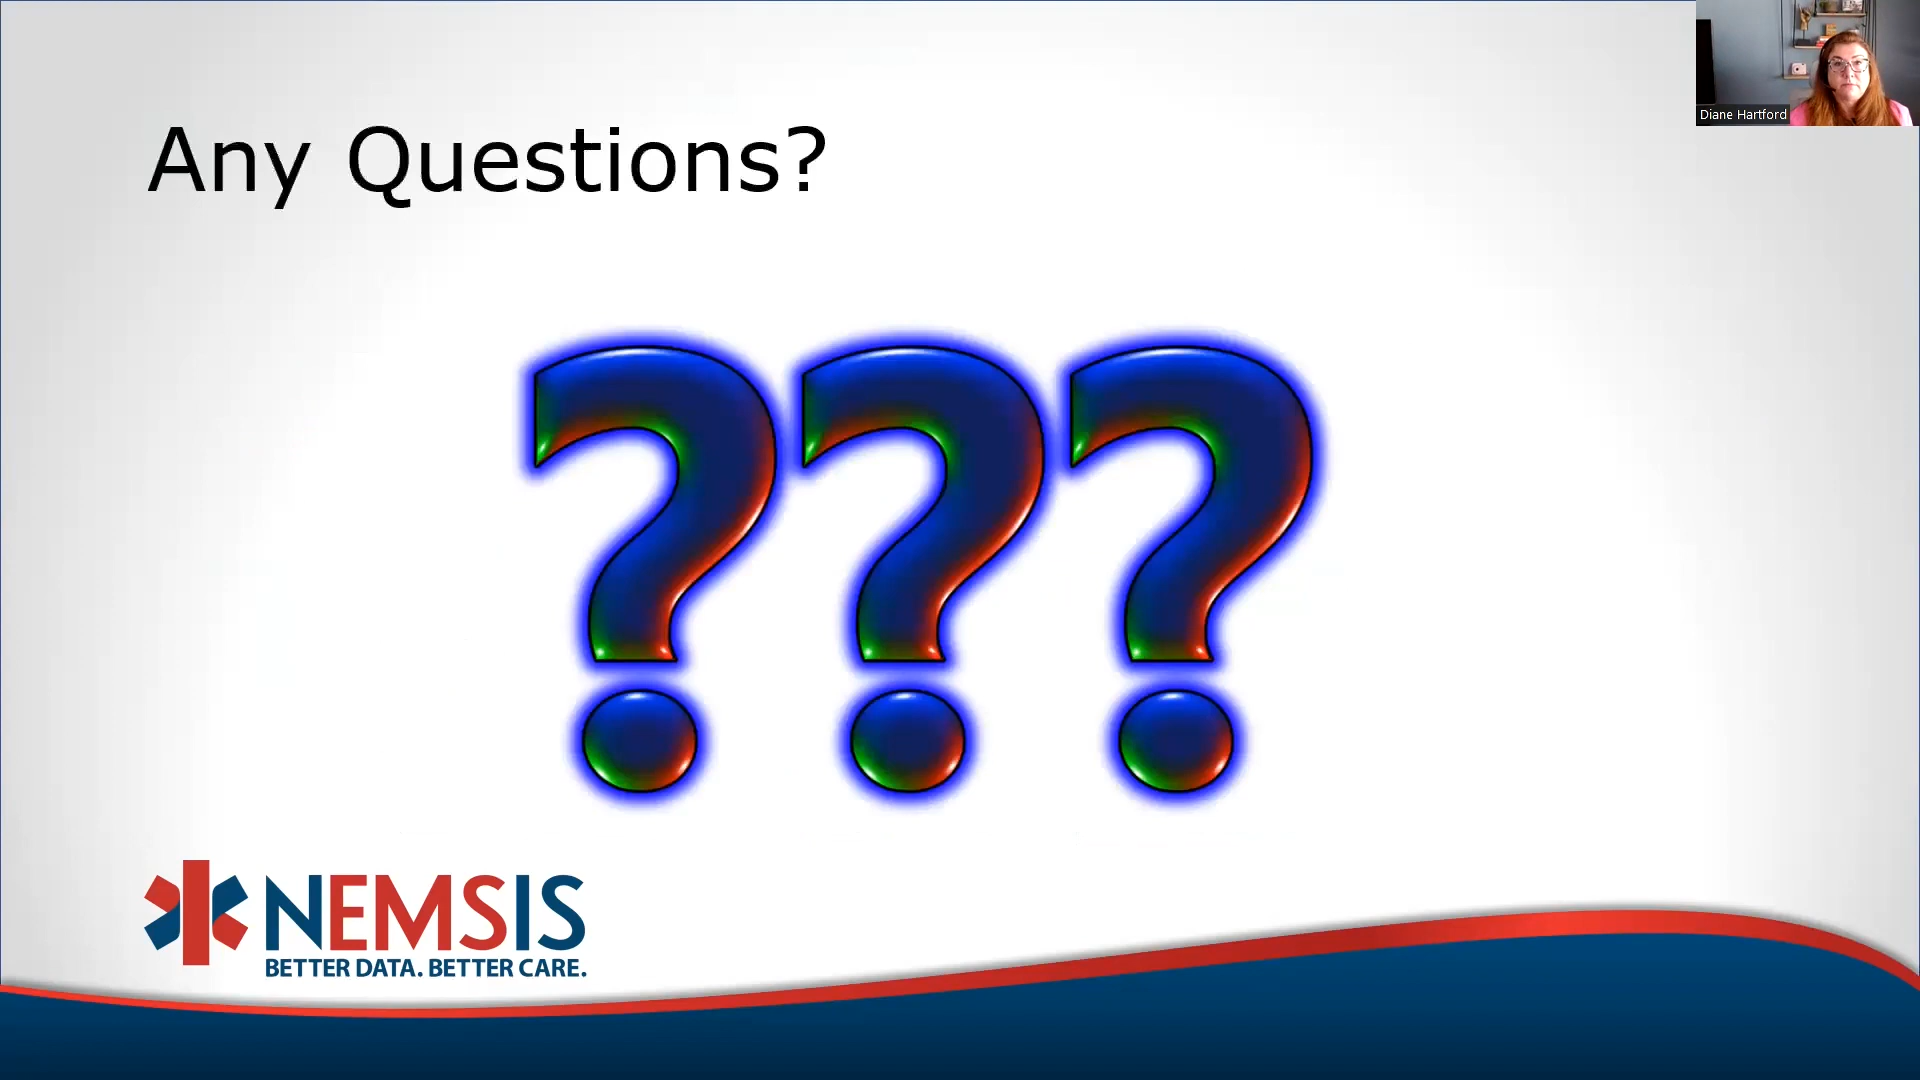 Any Questions?
Diane Hartford
???
NEMSIS
BETTER DATA. BETTER CARE.